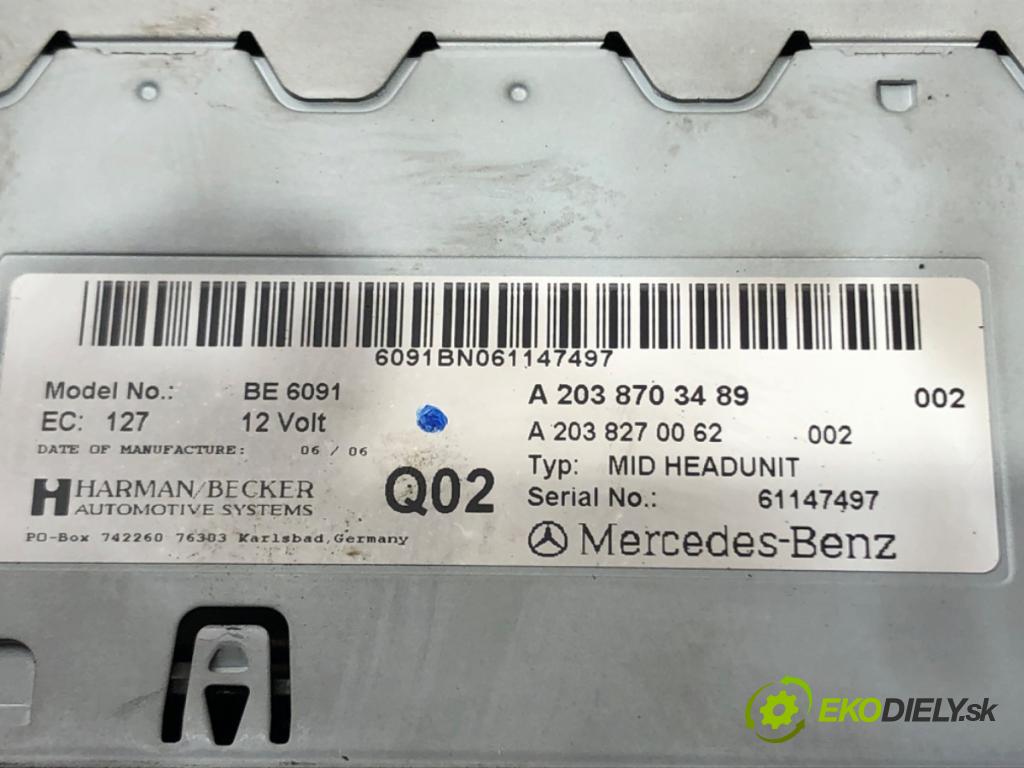 6091BN061147497
Model No.: BE 6091
EC: 127 12 Volt
DATE OF MANUFACTURE: 06 / 06
HARMAN/BECKER
AUTOMOTIVE SYSTEMS
PO-Box 742260 76303 Karlsbad,Germany
Q02
A 203 870 34 89 002
A 203 827 00 62 002
Typ: MID HEADUNIT
Serial No.: 61147497
Mercedes-Benz
EKODIELY.sk